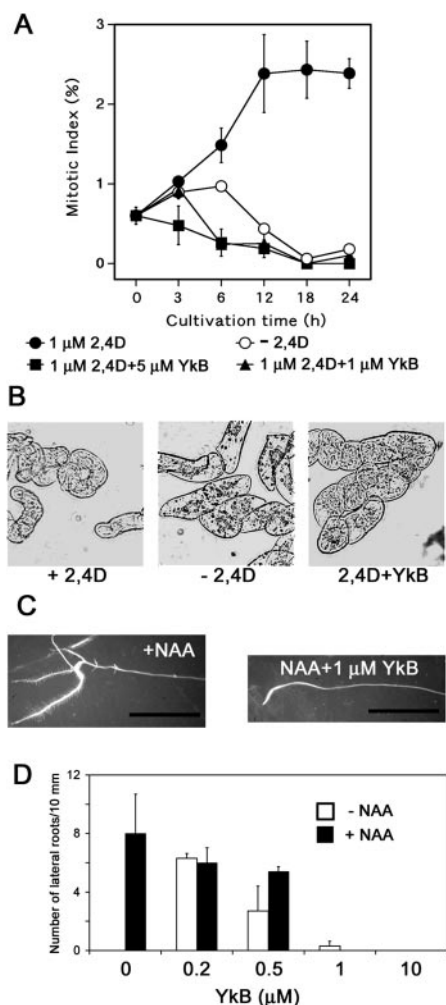 A
3
2
1
0
Mitotic Index (%)
0 3 6 12 18 24
Cultivation time (h)
1 μM 2,4D − 2,4D
1 μM 2,4D+5 μM YkB 1 μM 2,4D+1 μM YkB
B
+ 2,4D - 2,4D 2,4D+YkB
C
+NAA NAA+1 μM YkB
D
12
8
4
0
Number of lateral roots/10 mm
- NAA
+ NAA
0 0.2 0.5 1 10
YkB (μM)